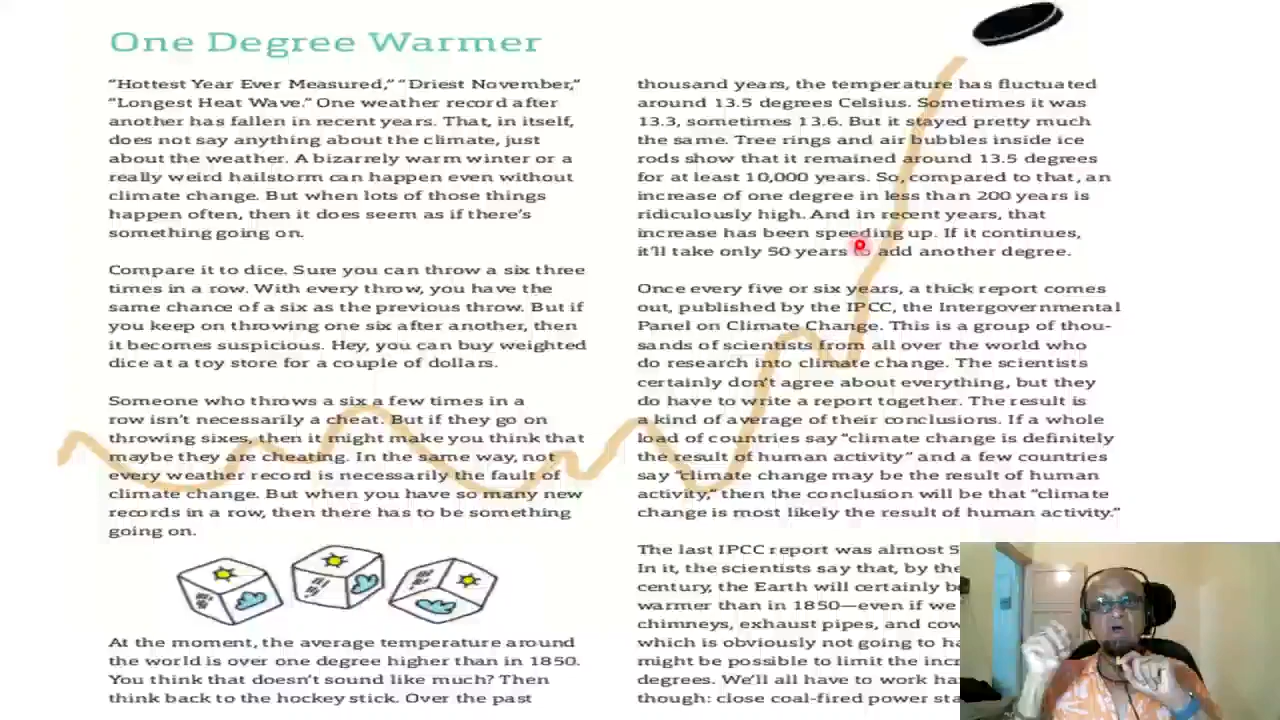 One Degree Warmer
“Hottest Year Ever Measured,” “Driest November,”
“Longest Heat Wave.” One weather record after
another has fallen in recent years. That, in itself,
does not say anything about the climate, just
about the weather. A bizarrely warm winter or a
really weird hailstorm can happen even without
climate change. But when lots of those things
happen often, then it does seem as if there’s
something going on.
Compare it to dice. Sure you can throw a six three
times in a row. With every throw, you have the
same chance of a six as the previous throw. But if
you keep on throwing one six after another, then
it becomes suspicious. Hey, you can buy weighted
dice at a toy store for a couple of dollars.
Someone who throws a six a few times in a
row isn’t necessarily a cheat. But if they go on
throwing sixes, then it might make you think that
maybe they are cheating. In the same way, not
every weather record is necessarily the fault of
climate change. But when you have so many new
records in a row, then there has to be something
going on.
At the moment, the average temperature around
the world is over one degree higher than in 1850.
You think that doesn’t sound like much? Then
think back to the hockey stick. Over the past
thousand years, the temperature has fluctuated
around 13.5 degrees Celsius. Sometimes it was
13.3, sometimes 13.6. But it stayed pretty much
the same. Tree rings and air bubbles inside ice
rods show that it remained around 13.5 degrees
for at least 10,000 years. So, compared to that, an
increase of one degree in less than 200 years is
ridiculously high. And in recent years, that
increase has been speeding up. If it continues,
it’ll take only 50 years to add another degree.
Once every five or six years, a thick report comes
out, published by the IPCC, the Intergovernmental
Panel on Climate Change. This is a group of thou-
sands of scientists from all over the world who
do research into climate change. The scientists
certainly don’t agree about everything, but they
do have to write a report together. The result is
a kind of average of their conclusions. If a whole
load of countries say “climate change is definitely
the result of human activity” and a few countries
say “climate change may be the result of human
activity,” then the conclusion will be that “climate
change is most likely the result of human activity.”
The last IPCC report was almost
In it, the scientists say that, by the
century, the Earth will certainly
warmer than in 1850—even if we
chimneys, exhaust pipes, and
which is obviously not going to
might be possible to limit the
degrees. We’ll all have to work
though: close coal-fired power